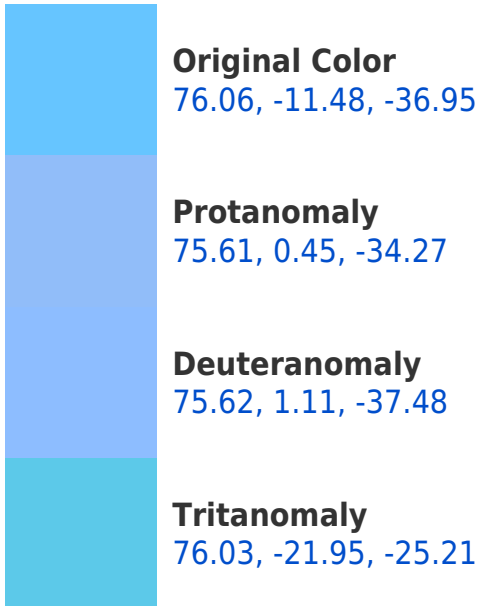 Original Color
76.06, -11.48, -36.95
Protanomaly
75.61, 0.45, -34.27
Deuteranomaly
75.62, 1.11, -37.48
Tritanomaly
76.03, -21.95, -25.21